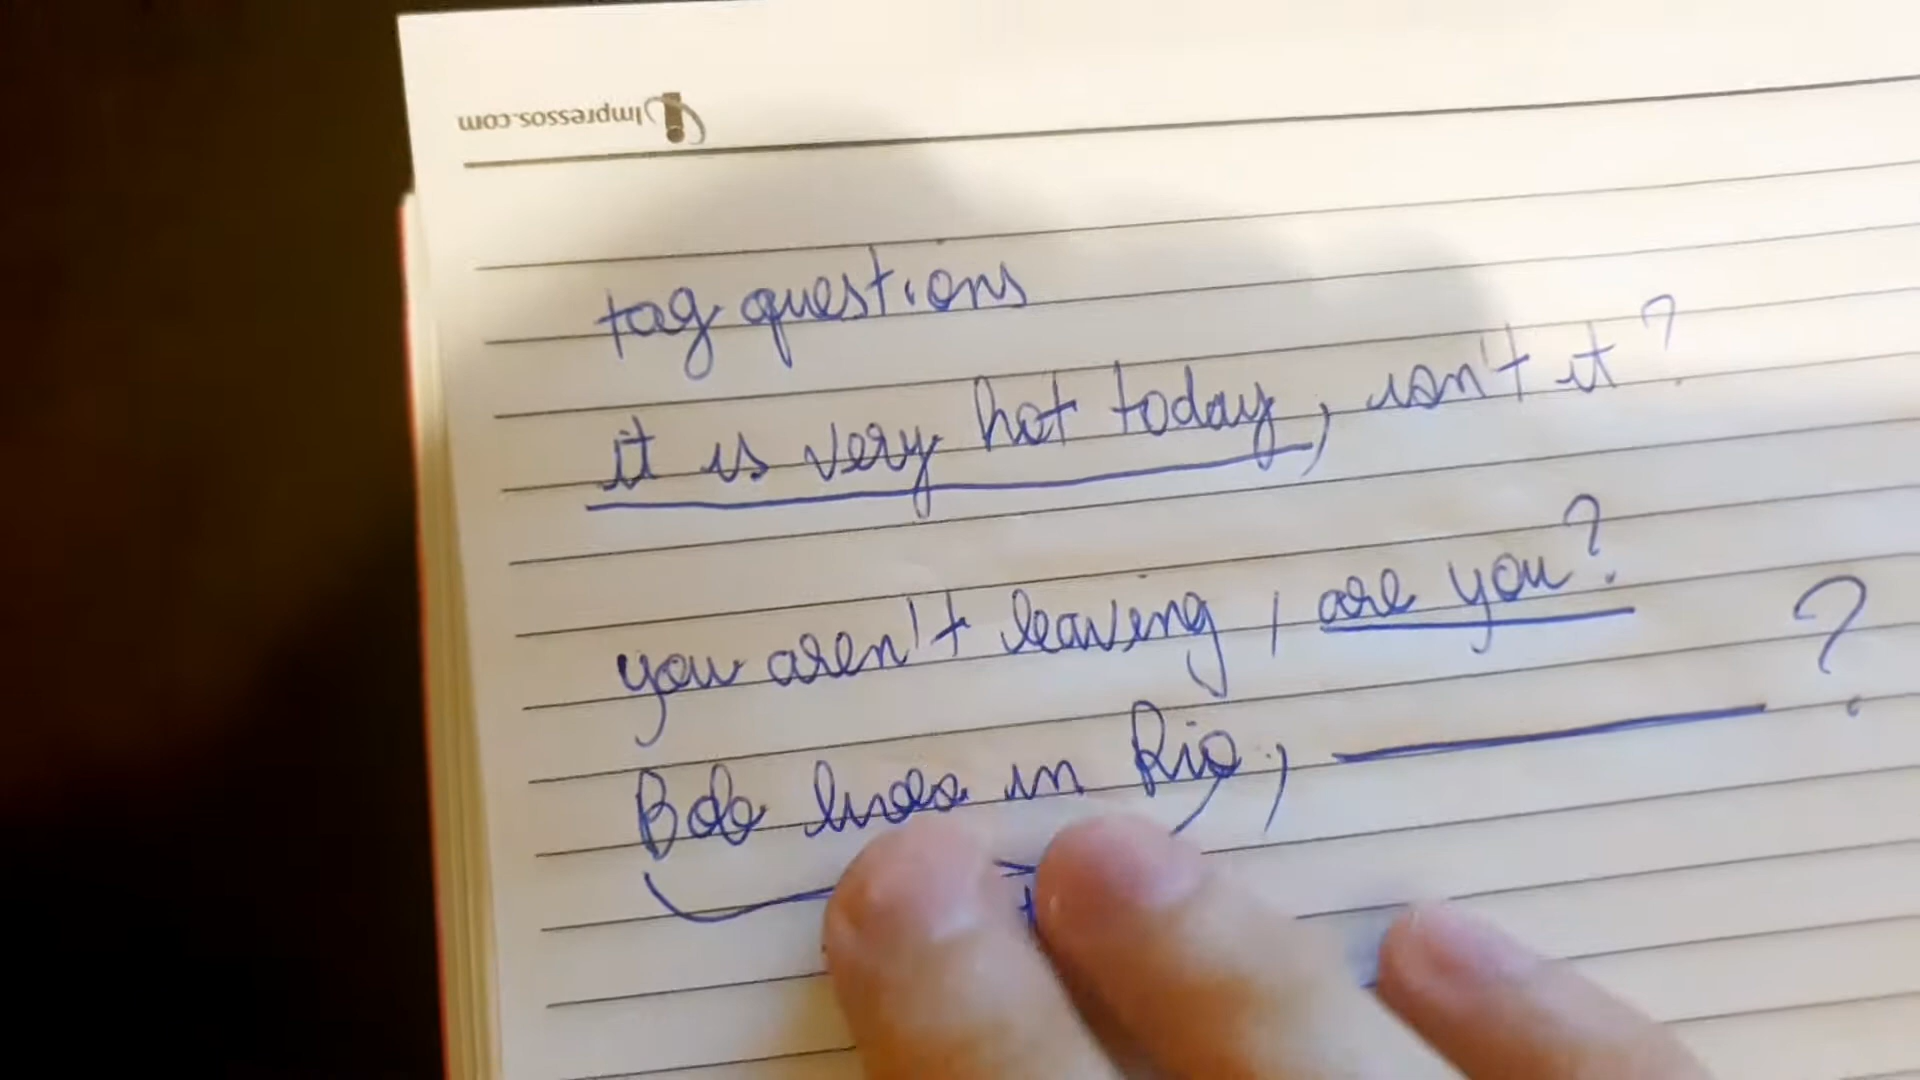 Impressos.com
tag questions
it is very hot today, isn't it?
you aren't leaving, are you?
Bob lives in Rio, ?